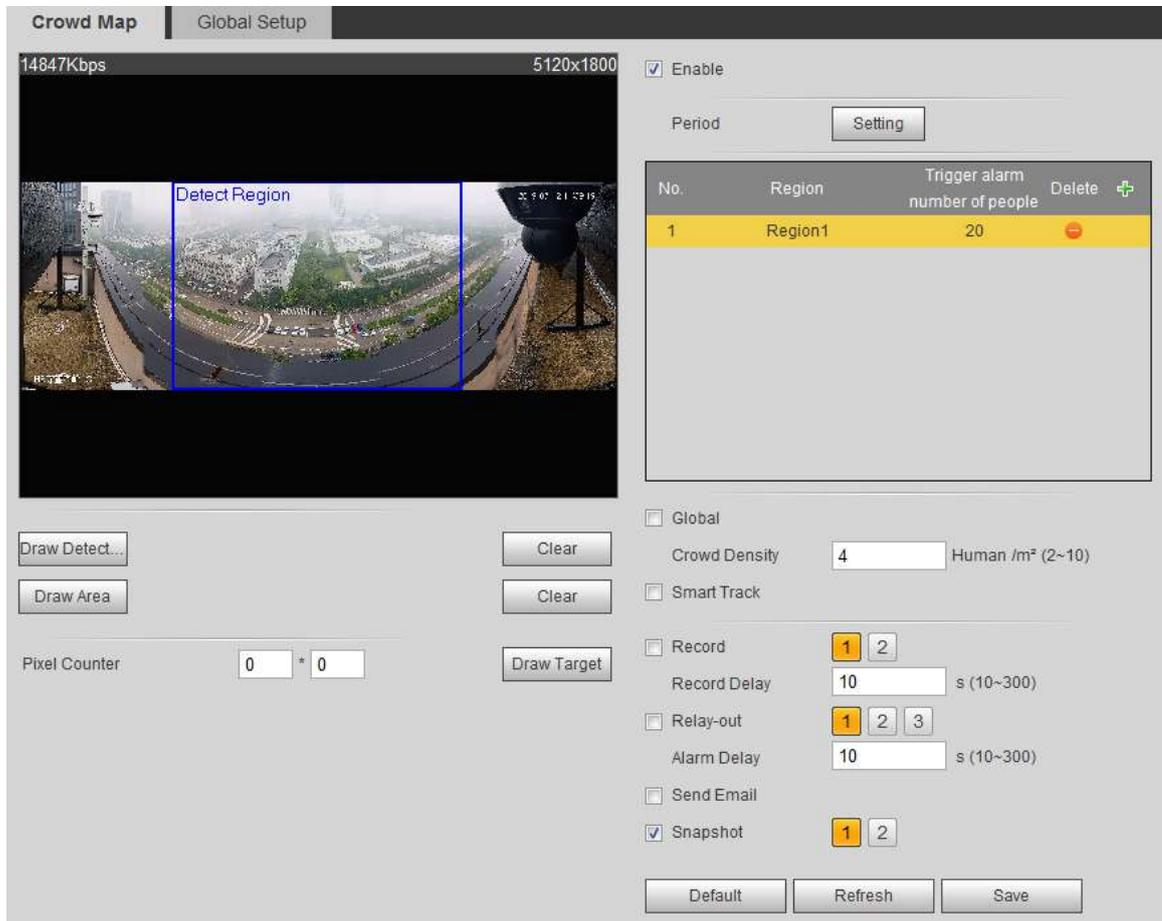 Crowd Map Global Setup
14847Kbps 5120x1800
Detect Region
Draw Detect... Clear
Draw Area Clear
Pixel Counter 0 * 0 Draw Target
Enable
Period Setting
No. Region Trigger alarm number of people Delete
1 Region1 20
Global
Crowd Density 4 Human /m² (2~10)
Smart Track
Record 1 2
Record Delay 10 s (10~300)
Relay-out 1 2 3
Alarm Delay 10 s (10~300)
Send Email
Snapshot 1 2
Default Refresh Save